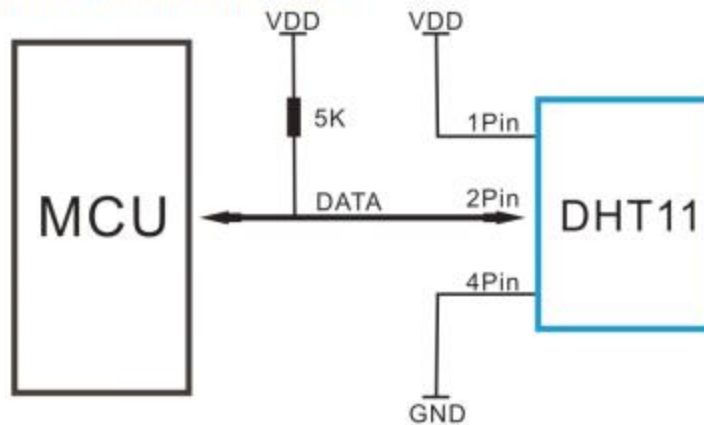 VDD
VDD
5K
1Pin
MCU
DATA
2Pin
DHT11
4Pin
GND